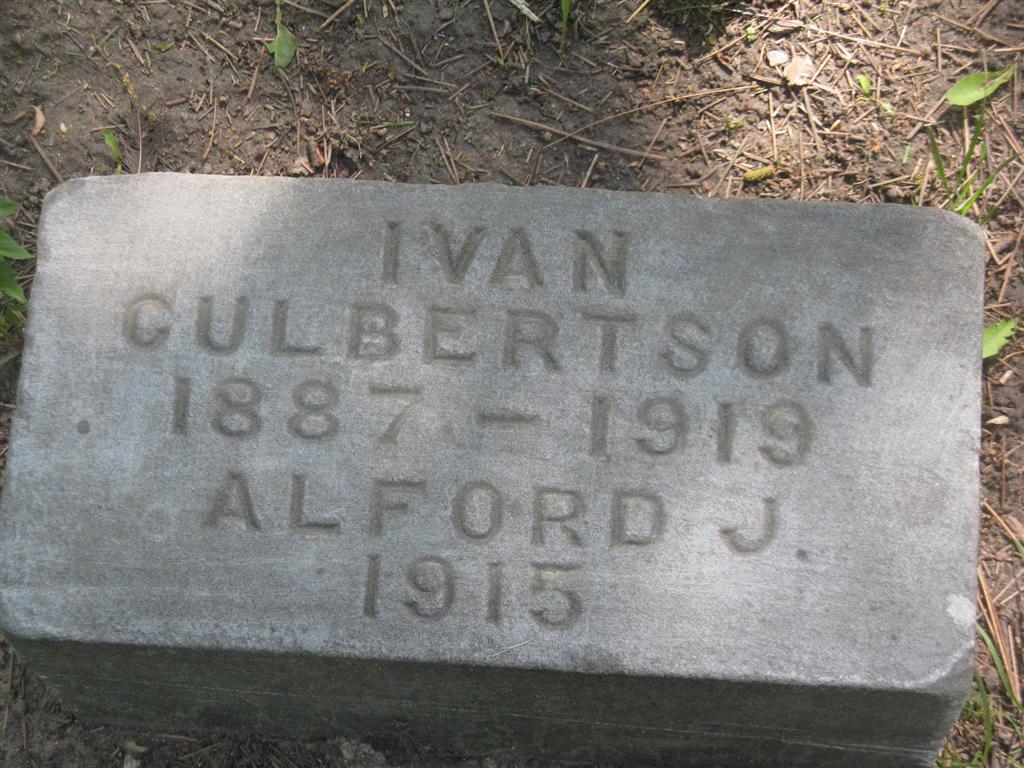 IVAN
CULBERTSON
1887 - 1919
ALFORD J.
1915